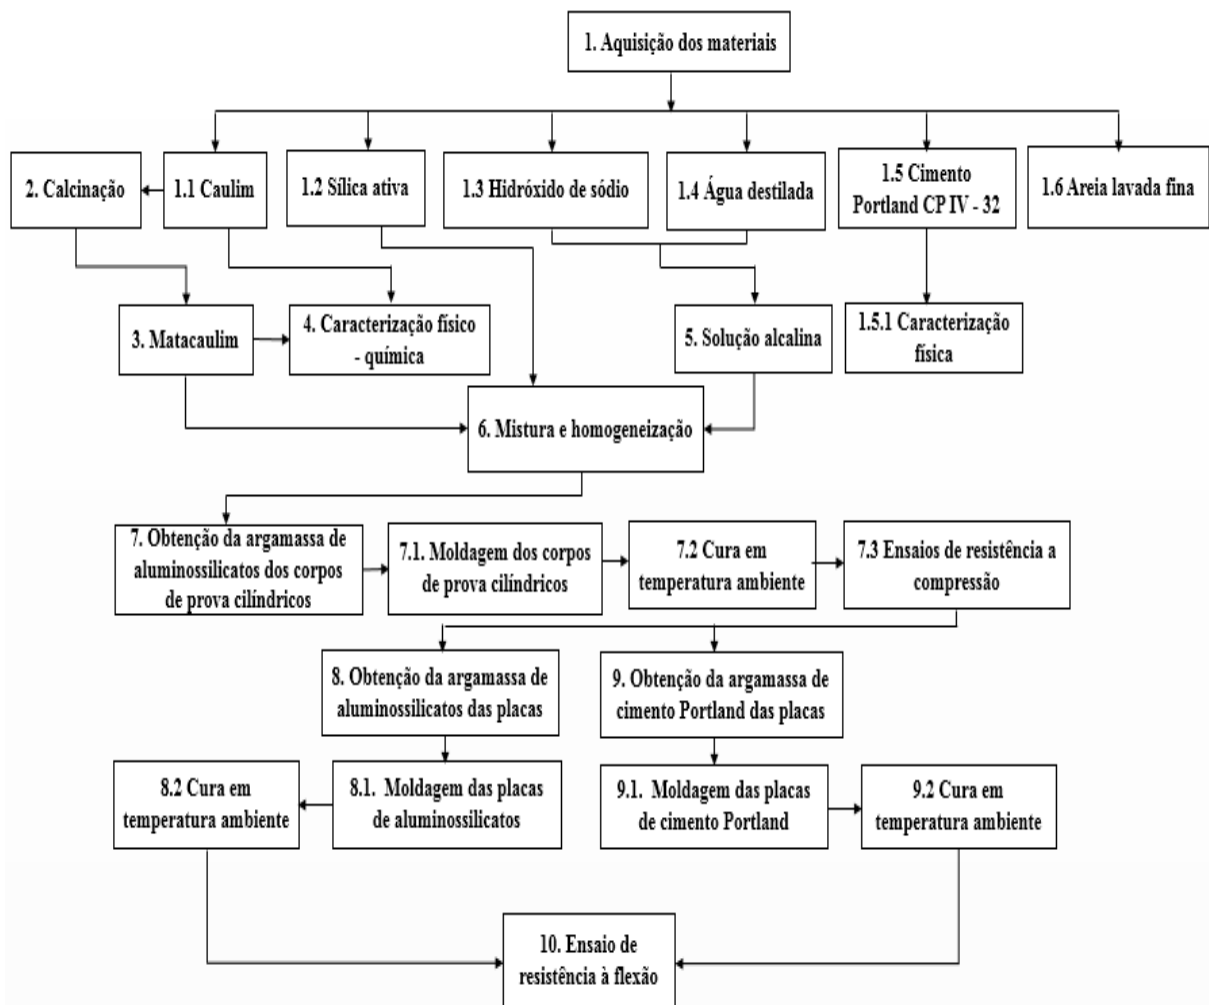 1. Aquisição dos materiais
2. Calcinação
1.1 Caulim
1.2 Sílica ativa
1.3 Hidróxido de sódio
1.4 Água destilada
1.5 Cimento
Portland CP IV - 32
1.6 Areia lavada fina
3. Matacaulim
4. Caracterização físico
- química
5. Solução alcalina
1.5.1 Caracterização
física
6. Mistura e homogeneização
7. Obtenção da argamassa de
aluminossilicatos dos corpos
de prova cilíndricos
7.1. Moldagem dos corpos
de prova cilíndricos
7.2 Cura em
temperatura ambiente
7.3 Ensaios de resistência a
compressão
8. Obtenção da argamassa de
aluminossilicatos das placas
9. Obtenção da argamassa de
cimento Portland das placas
8.2 Cura em
temperatura ambiente
8.1. Moldagem das placas
de aluminossilicatos
9.1. Moldagem das placas
de cimento Portland
9.2 Cura em
temperatura ambiente
10. Ensaio de
resistência à flexão